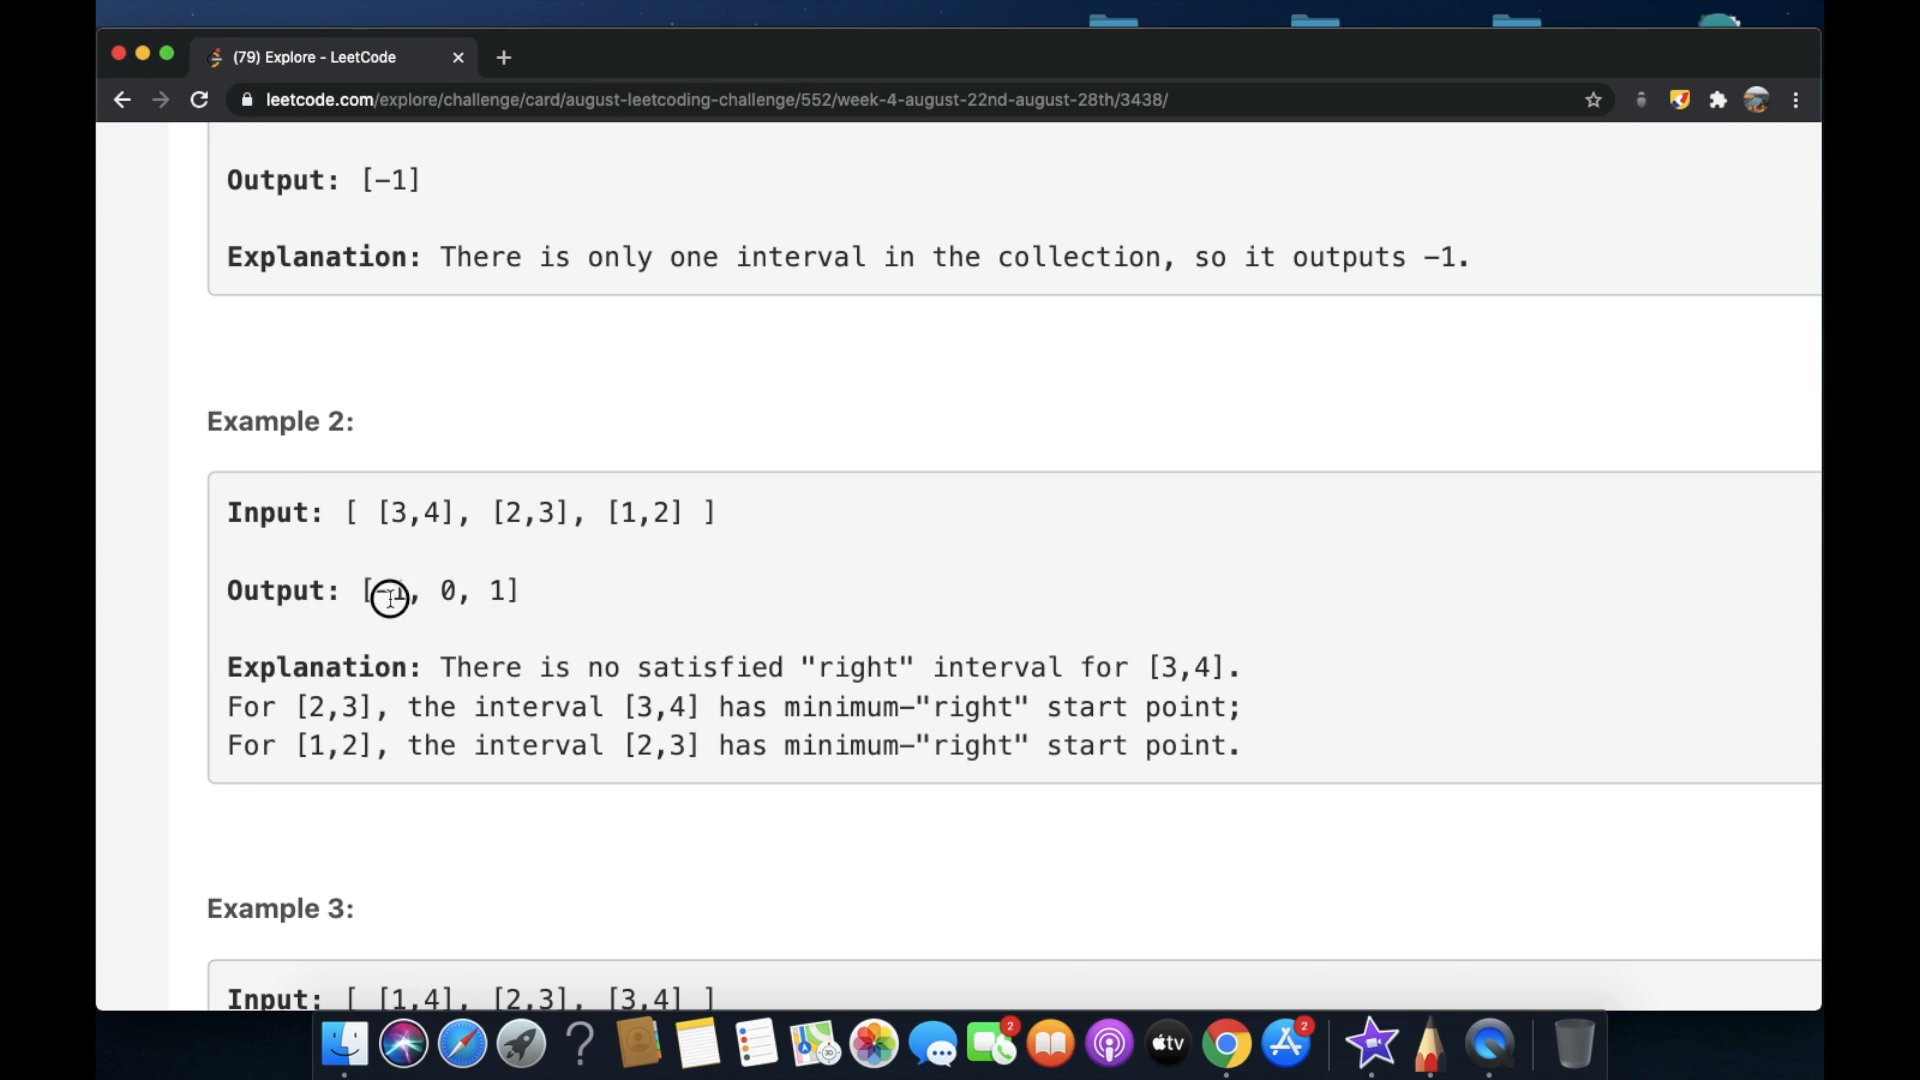 (79) Explore - LeetCode
leetcode.com/explore/challenge/card/august-leetcoding-challenge/552/week-4-august-22nd-august-28th/3438/
Output: [-1]
Explanation: There is only one interval in the collection, so it outputs -1.
Example 2:
Input: [ [3,4], [2,3], [1,2] ]
Output: [-1, 0, 1]
Explanation: There is no satisfied "right" interval for [3,4].
For [2,3], the interval [3,4] has minimum-"right" start point;
For [1,2], the interval [2,3] has minimum-"right" start point.
Example 3:
Input: [ [1,4], [2,3], [3,4] ]
2
tv
2